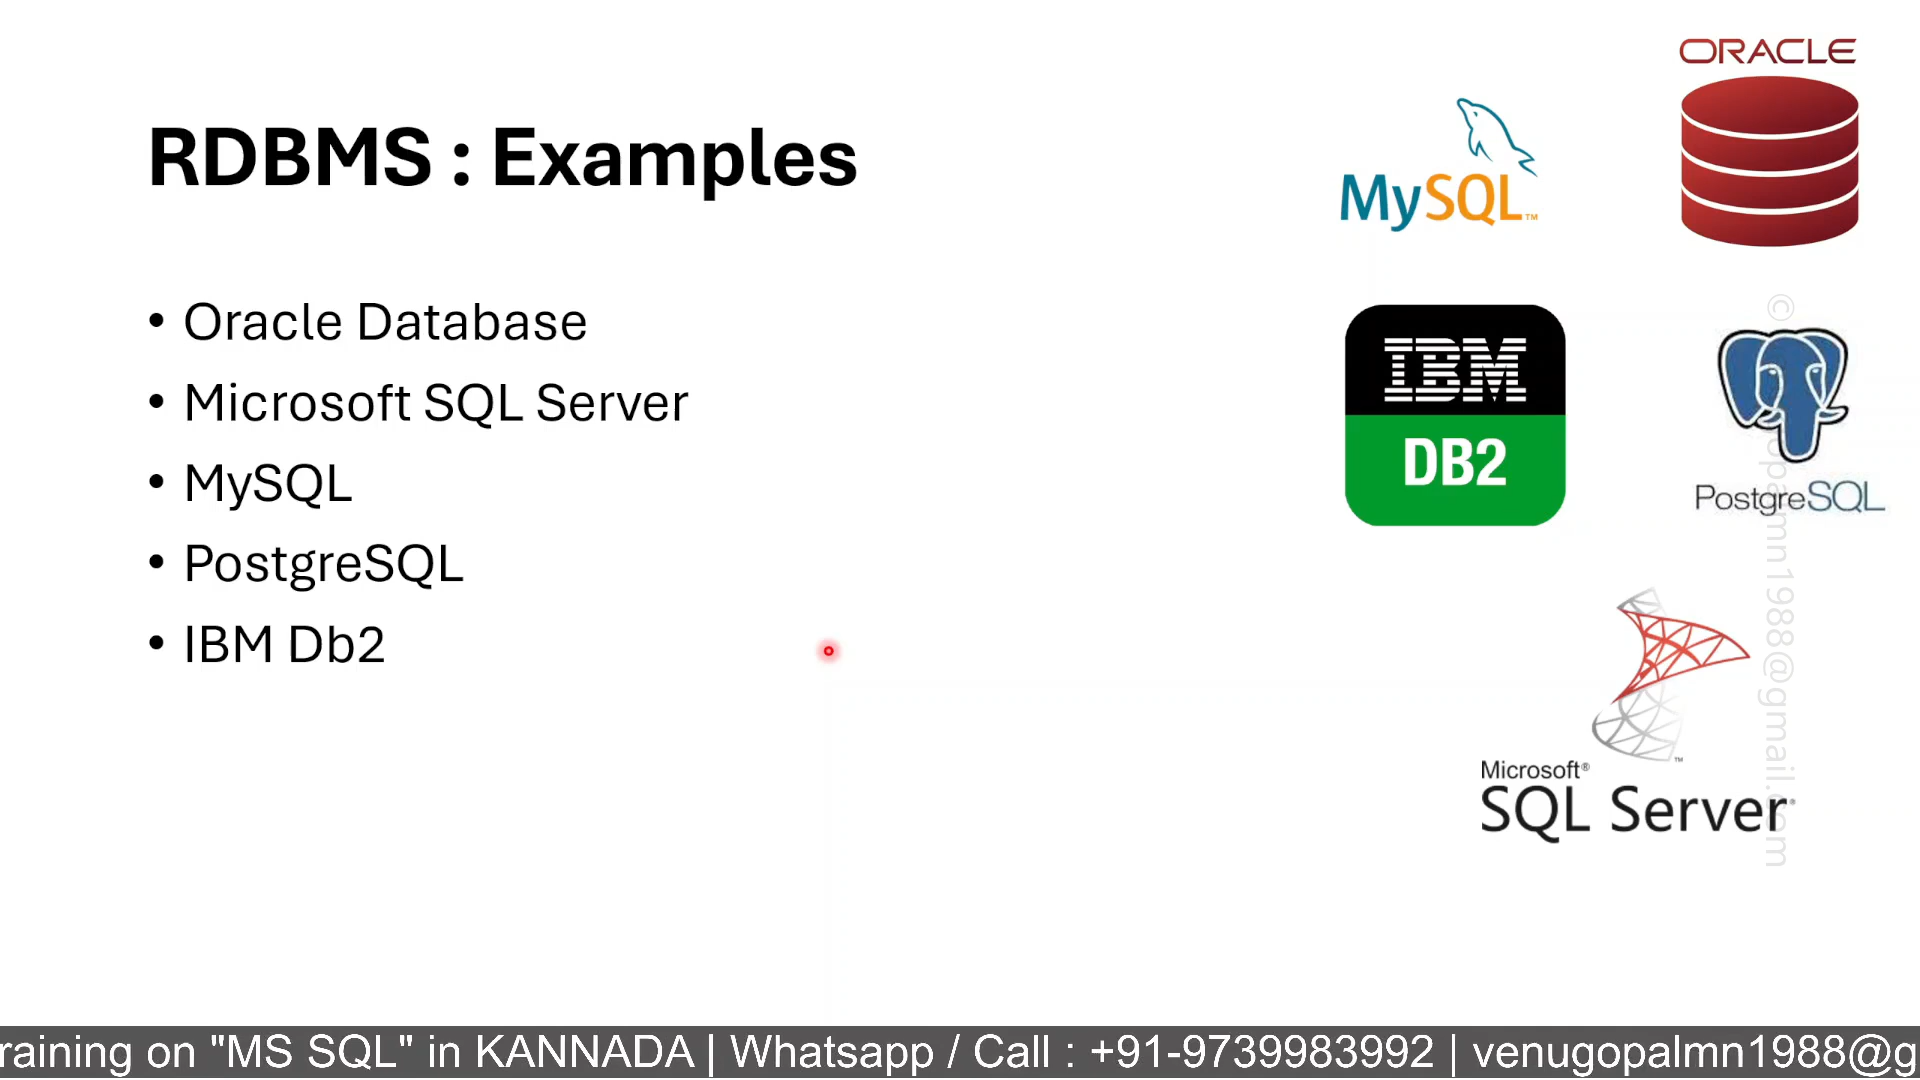 RDBMS : Examples
• Oracle Database
• Microsoft SQL Server
• MySQL
• PostgreSQL
• IBM Db2
ORACLE
MySQL™
IBM
DB2
PostgreSQL
Microsoft®
SQL Server®
raining on "MS SQL" in KANNADA | Whatsapp / Call : +91-9739983992 | venugopalmn1988@g